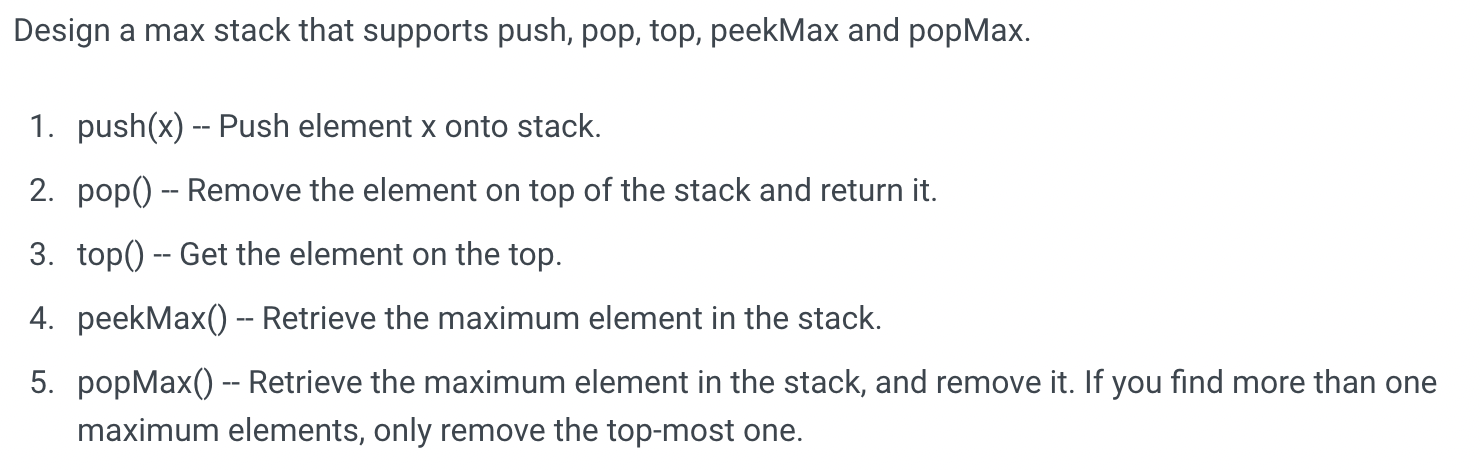 Design a max stack that supports push, pop, top, peekMax and popMax.
1. push(x) -- Push element x onto stack.
2. pop() -- Remove the element on top of the stack and return it.
3. top() -- Get the element on the top.
4. peekMax() -- Retrieve the maximum element in the stack.
5. popMax() -- Retrieve the maximum element in the stack, and remove it. If you find more than one
maximum elements, only remove the top-most one.